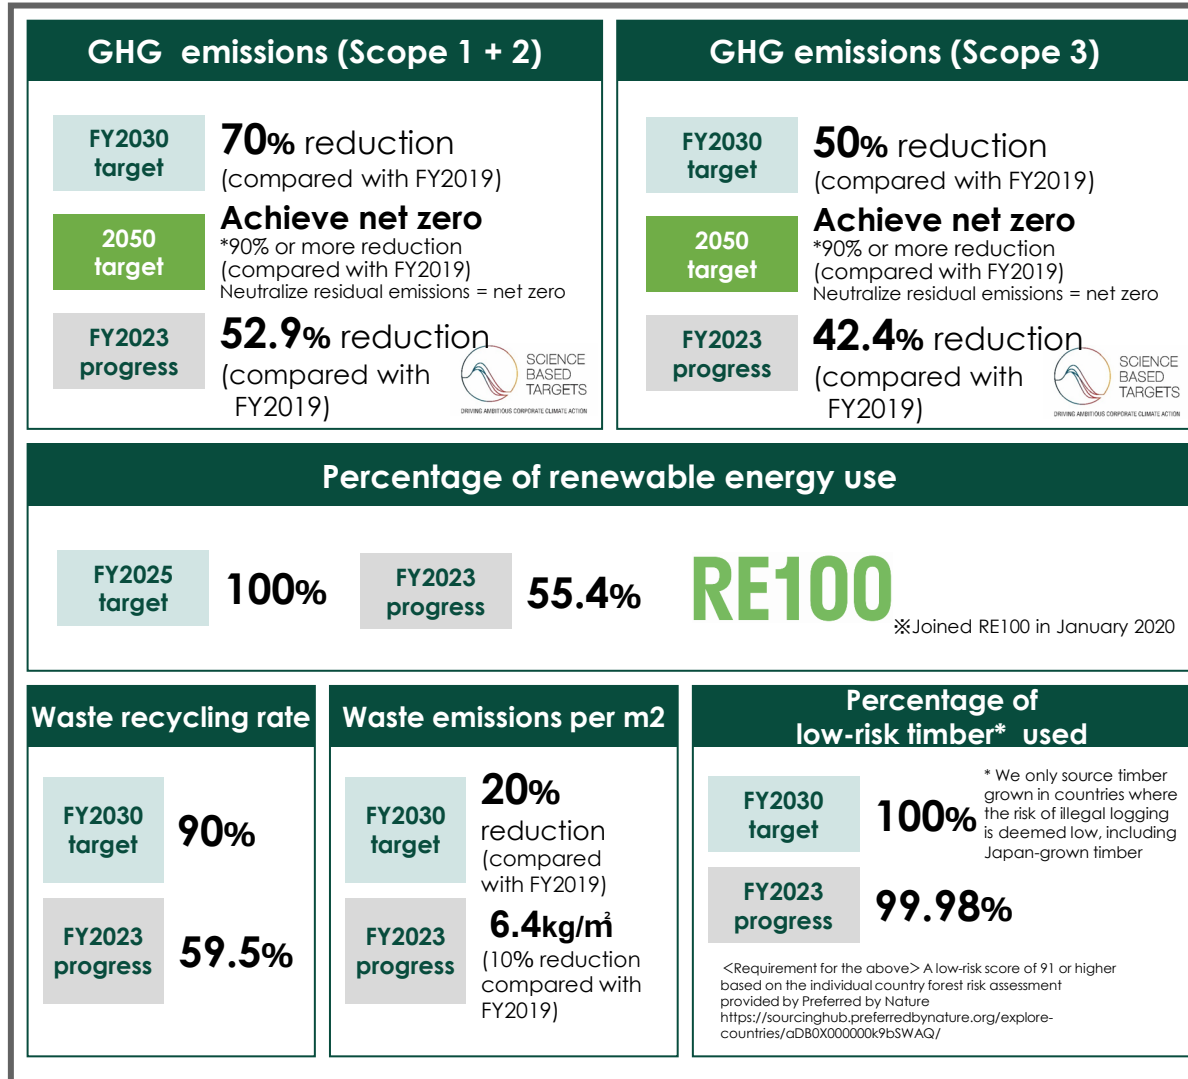 GHG emissions (Scope 1 + 2)
FY2030
target
70% reduction
(compared with FY2019)
2050
target
Achieve net zero
*90% or more reduction
(compared with FY2019)
Neutralize residual emissions = net zero
FY2023
progress
52.9% reduction
(compared with
FY2019)
SCIENCE
BASED
TARGETS
DRIVING AMBITIOUS CORPORATE CLIMATE ACTION
GHG emissions (Scope 3)
FY2030
target
50% reduction
(compared with FY2019)
2050
target
Achieve net zero
*90% or more reduction
(compared with FY2019)
Neutralize residual emissions = net zero
FY2023
progress
42.4% reduction
(compared with
FY2019)
SCIENCE
BASED
TARGETS
DRIVING AMBITIOUS CORPORATE CLIMATE ACTION
Percentage of renewable energy use
FY2025
target
100%
FY2023
progress
55.4%
RE100
※Joined RE100 in January 2020
Waste recycling rate
FY2030
target
90%
FY2023
progress
59.5%
Waste emissions per m2
FY2030
target
20%
reduction
(compared
with FY2019)
FY2023
progress
6.4kg/㎡
(10% reduction
compared with
FY2019)
Percentage of
low-risk timber* used
FY2030
target
100%
* We only source timber
grown in countries where
the risk of illegal logging
is deemed low, including
Japan-grown timber
FY2023
progress
99.98%
<Requirement for the above> A low-risk score of 91 or higher
based on the individual country forest risk assessment
provided by Preferred by Nature
https://sourcinghub.preferredbynature.org/explore-
countries/aDB0X000000k9bSWAQ/